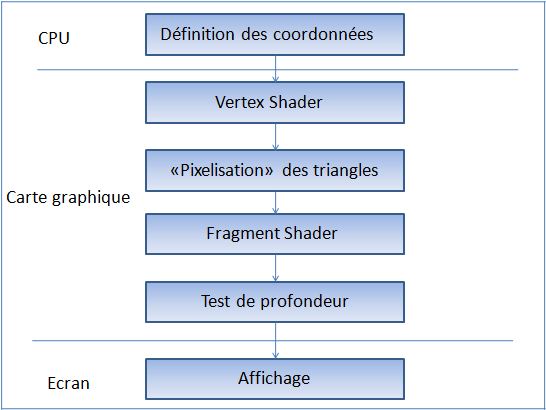 CPU
Définition des coordonnées
Vertex Shader
«Pixelisation» des triangles
Carte graphique
Fragment Shader
Test de profondeur
Ecran
Affichage